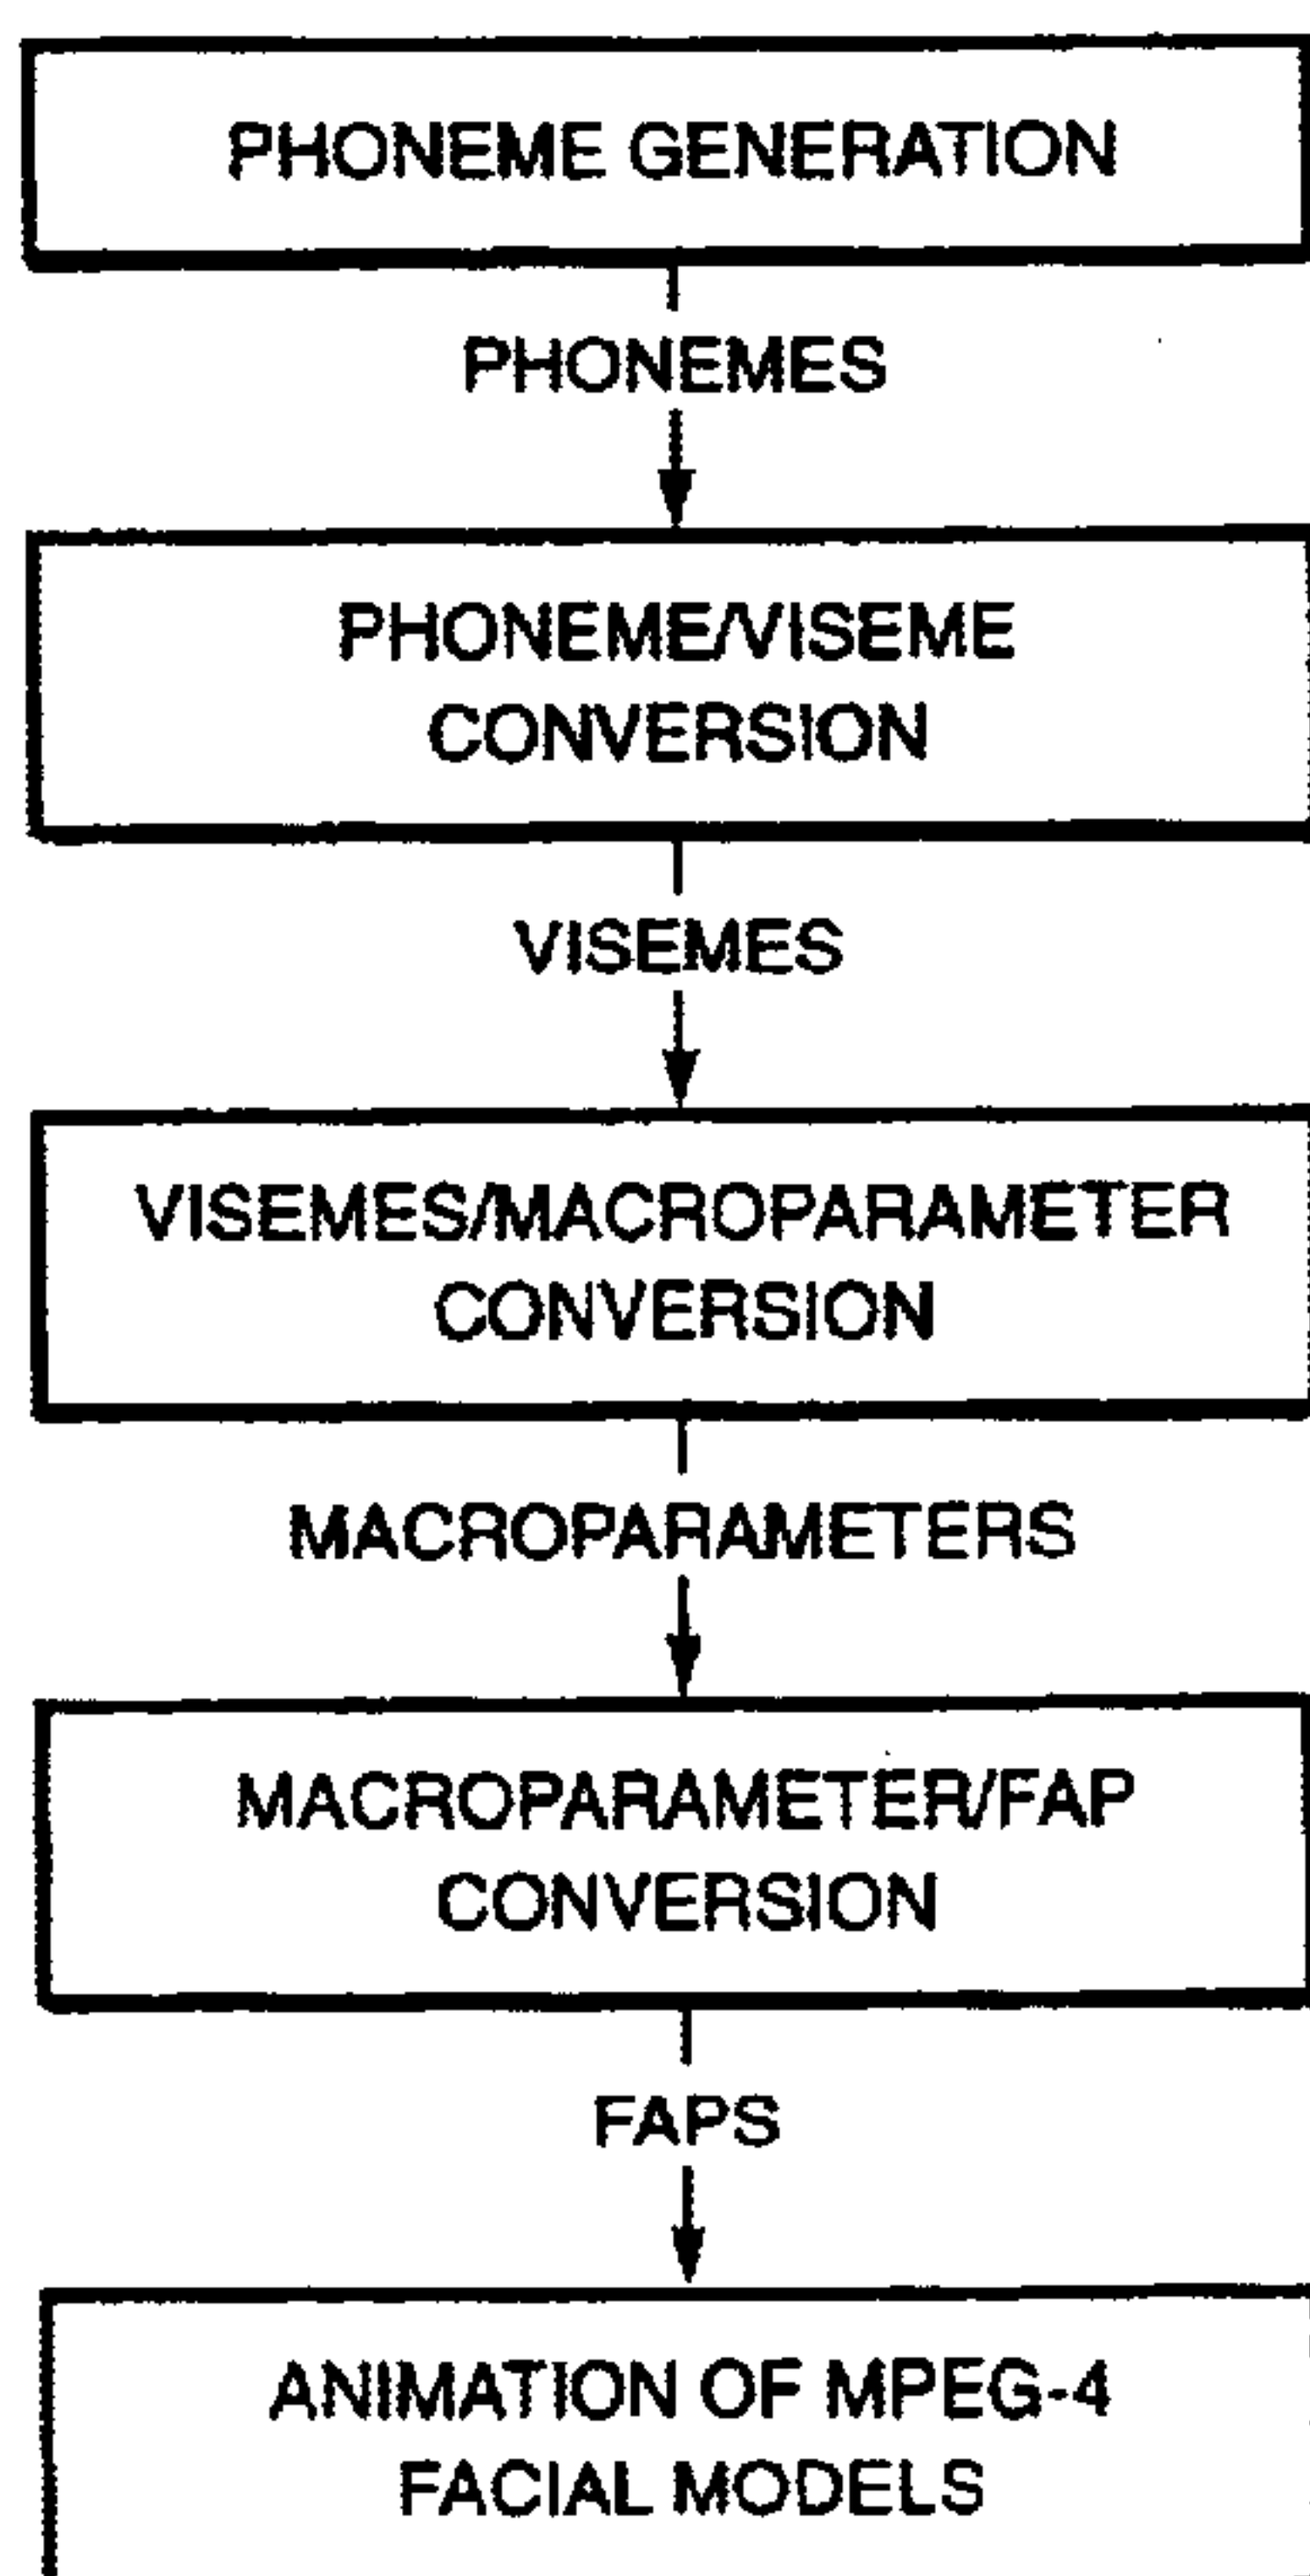 PHONEME GENERATION
PHONEMES
PHONEME/VISEME
CONVERSION
VISEMES
VISEMES/MACROPARAMETER
CONVERSION
MACROPARAMETERS
MACROPARAMETER/FAP
CONVERSION
FAPS
ANIMATION OF MPEG-4
FACIAL MODELS